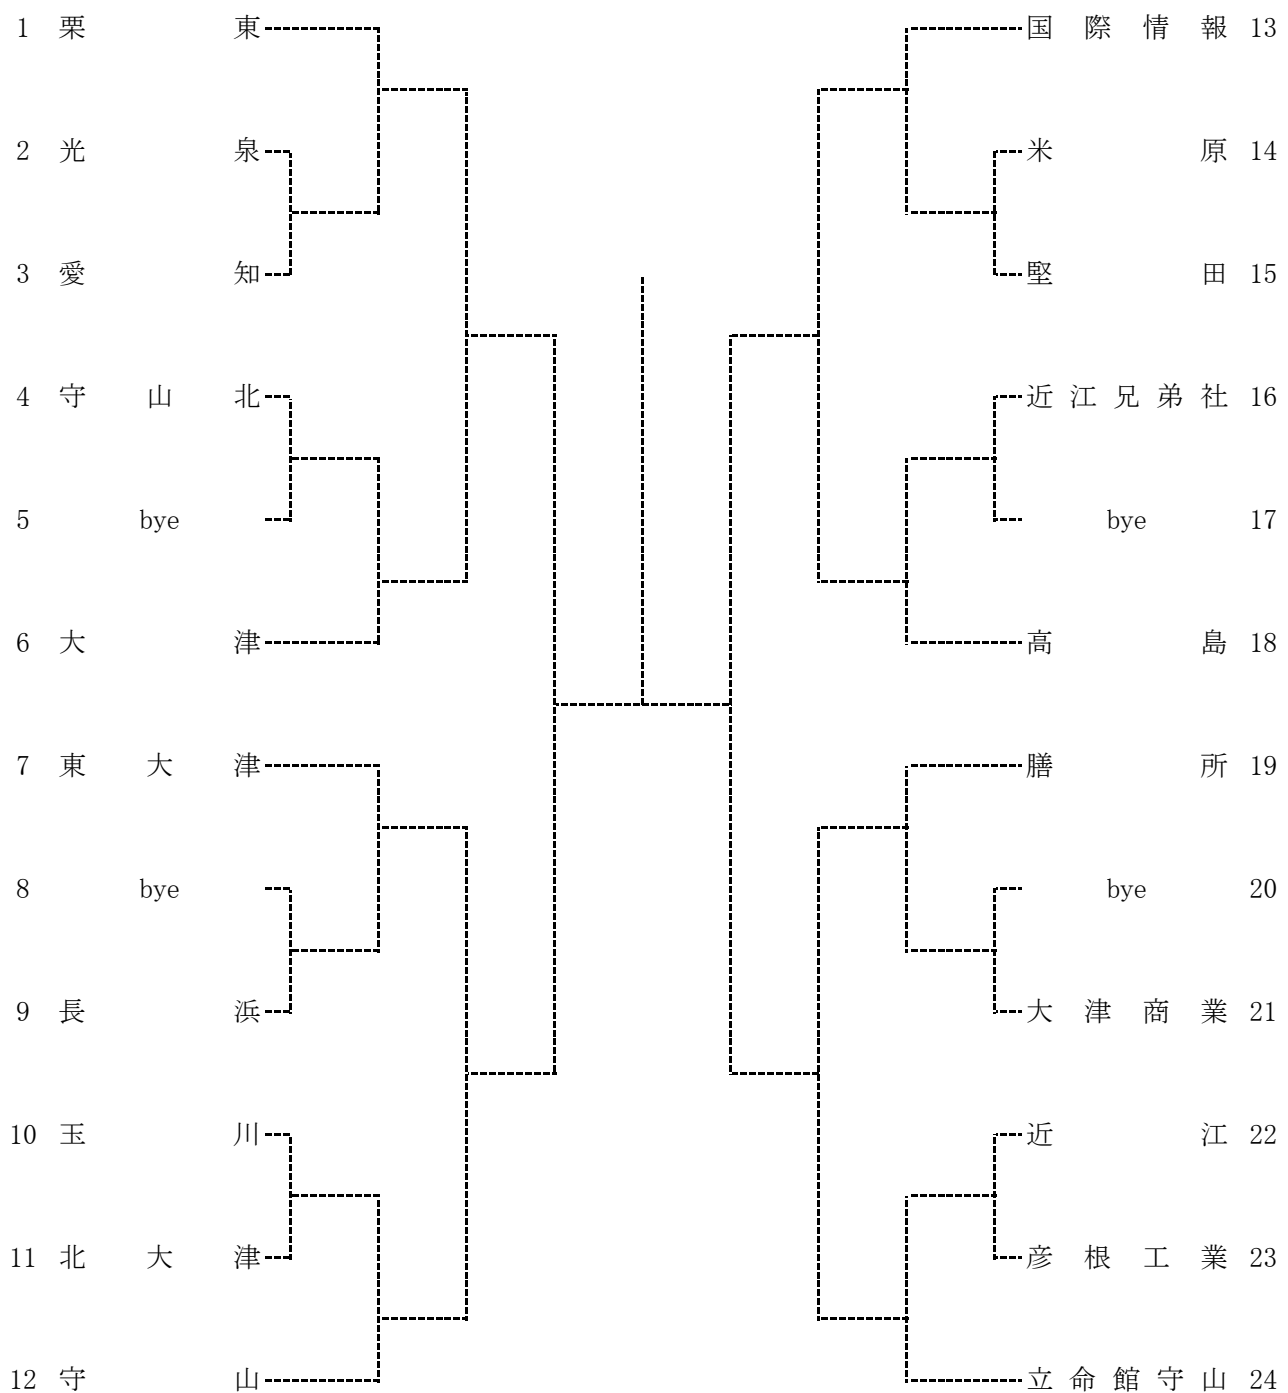 1 栗東
2 光泉
3 愛知
4 守山北
5 bye
6 大津
7 東大津
8 bye
9 長浜
10 玉川
11 北大津
12 守山
国際情報 13
米原 14
堅田 15
近江兄弟社 16
bye 17
高島 18
膳所 19
bye 20
大津商業 21
近江 22
彦根工業 23
立命館守山 24